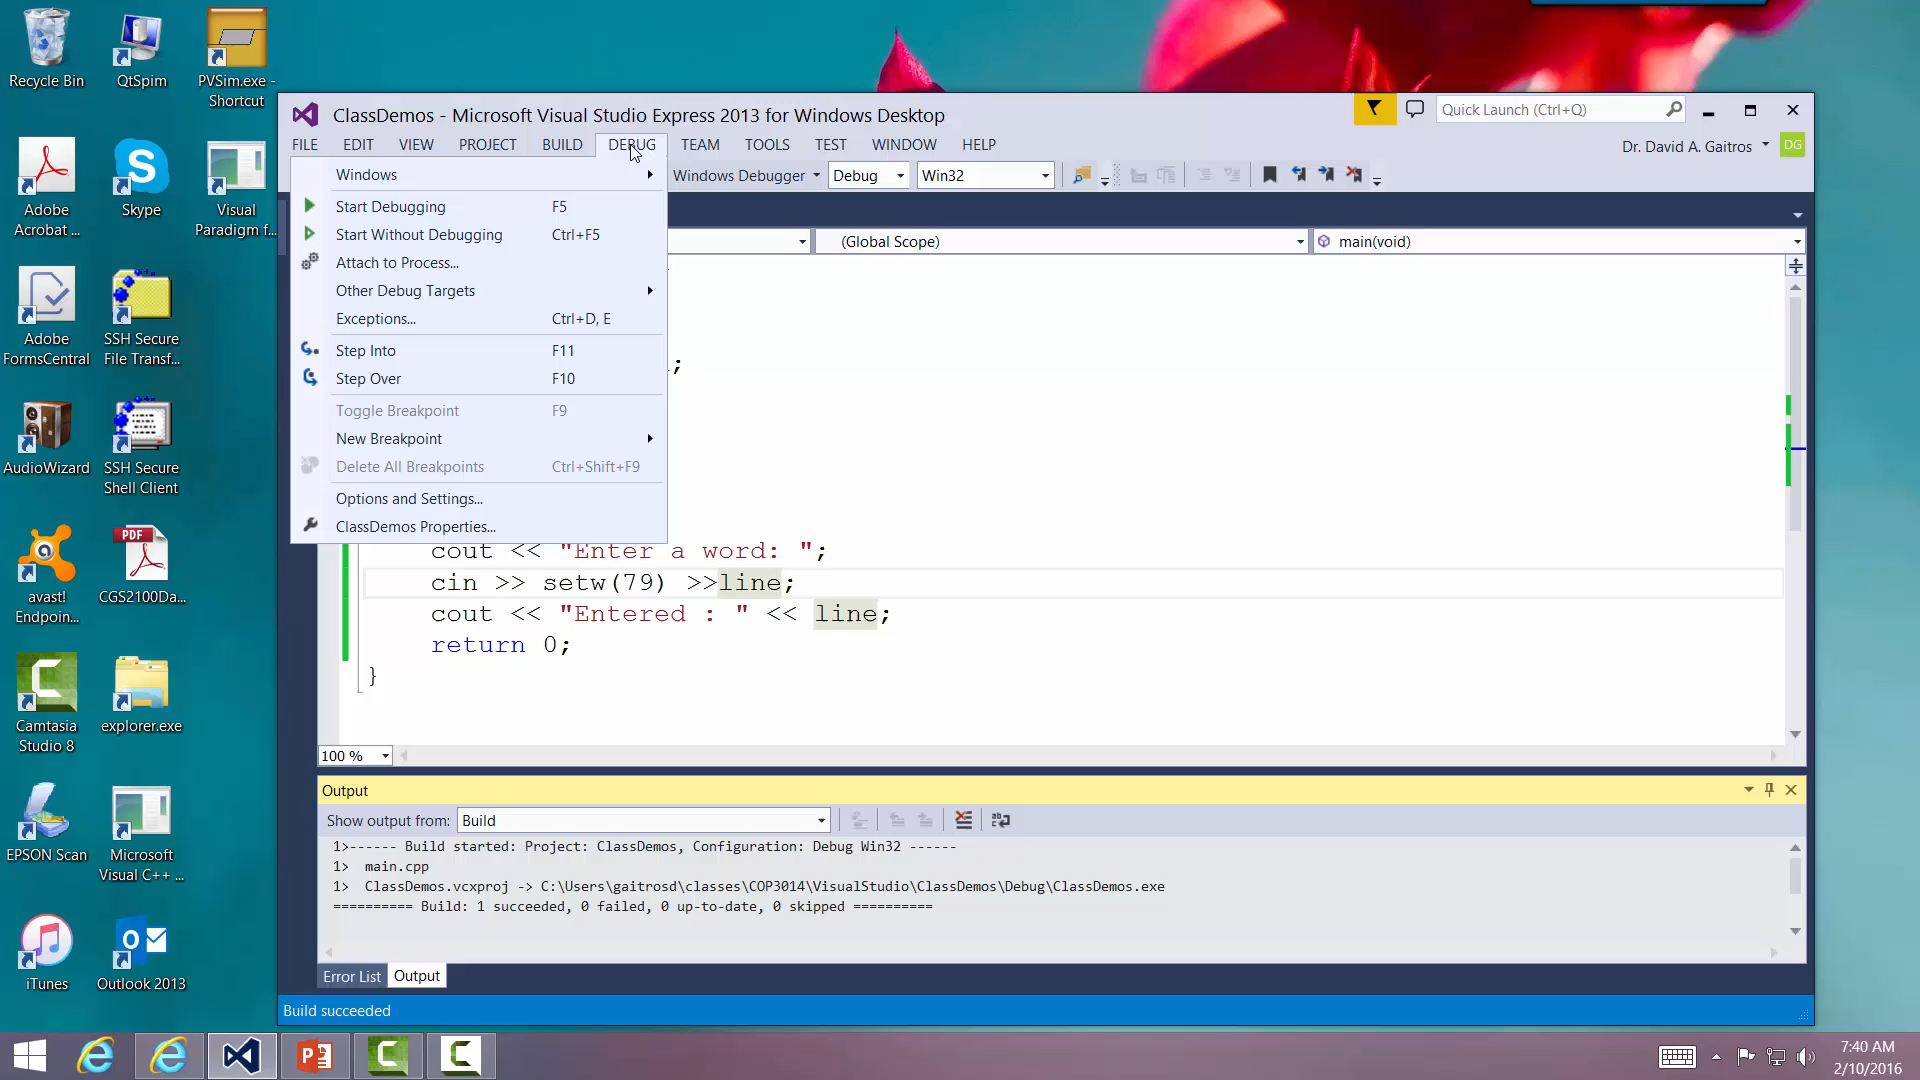 Recycle Bin
QtSpim
PVSim.exe -
Shortcut
Adobe
Acrobat ...
Skype
Visual
Paradigm f...
Adobe
FormsCentral
SSH Secure
File Transf...
AudioWizard
SSH Secure
Shell Client
avast!
Endpoin...
PDF
CGS2100Da...
Camtasia
Studio 8
explorer.exe
EPSON Scan
Microsoft
Visual C++ ...
iTunes
Outlook 2013
ClassDemos - Microsoft Visual Studio Express 2013 for Windows Desktop
Quick Launch (Ctrl+Q)
FILE EDIT VIEW PROJECT BUILD DEBUG TEAM TOOLS TEST WINDOW HELP
Dr. David A. Gaitros DG
Windows Debugger Debug Win32
(Global Scope) main(void)
Windows
Start Debugging F5
Start Without Debugging Ctrl+F5
Attach to Process...
Other Debug Targets
Exceptions... Ctrl+D, E
Step Into F11
Step Over F10
Toggle Breakpoint F9
New Breakpoint
Delete All Breakpoints Ctrl+Shift+F9
Options and Settings...
ClassDemos Properties...
;
cout << "Enter a word: ";
cin >> setw(79) >>line;
cout << "Entered : " << line;
return 0;
}
100 %
Output
Show output from: Build
1>------ Build started: Project: ClassDemos, Configuration: Debug Win32 ------
1> main.cpp
1> ClassDemos.vcxproj -> C:\Users\gaitrosd\classes\COP3014\VisualStudio\ClassDemos\Debug\ClassDemos.exe
========== Build: 1 succeeded, 0 failed, 0 up-to-date, 0 skipped ==========
Error List Output
Build succeeded
7:40 AM
2/10/2016